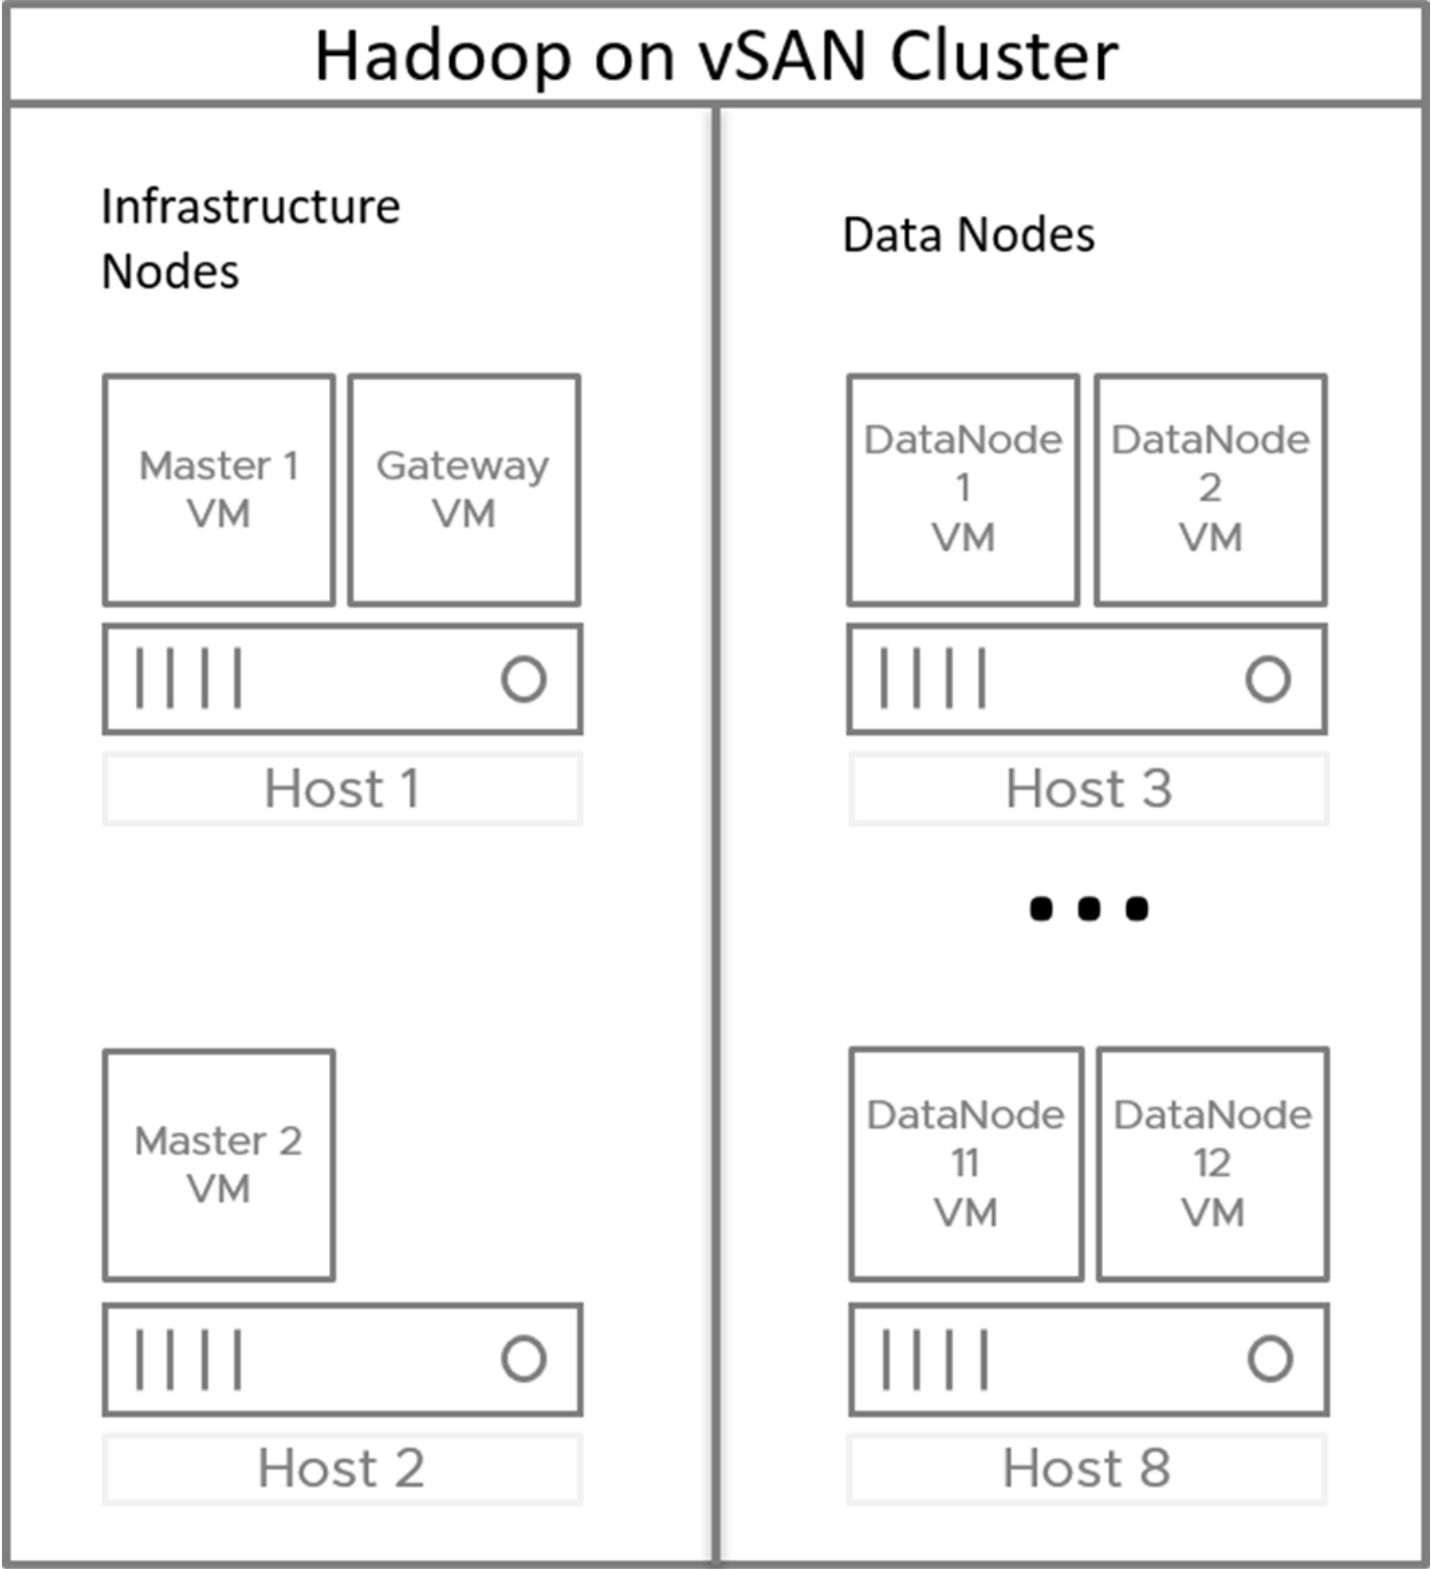 Hadoop on vSAN Cluster
Infrastructure
Nodes
Master 1
VM
Gateway
VM
Host 1
Master 2
VM
Host 2
Data Nodes
DataNode
1
VM
DataNode
2
VM
Host 3
...
DataNode
11
VM
DataNode
12
VM
Host 8